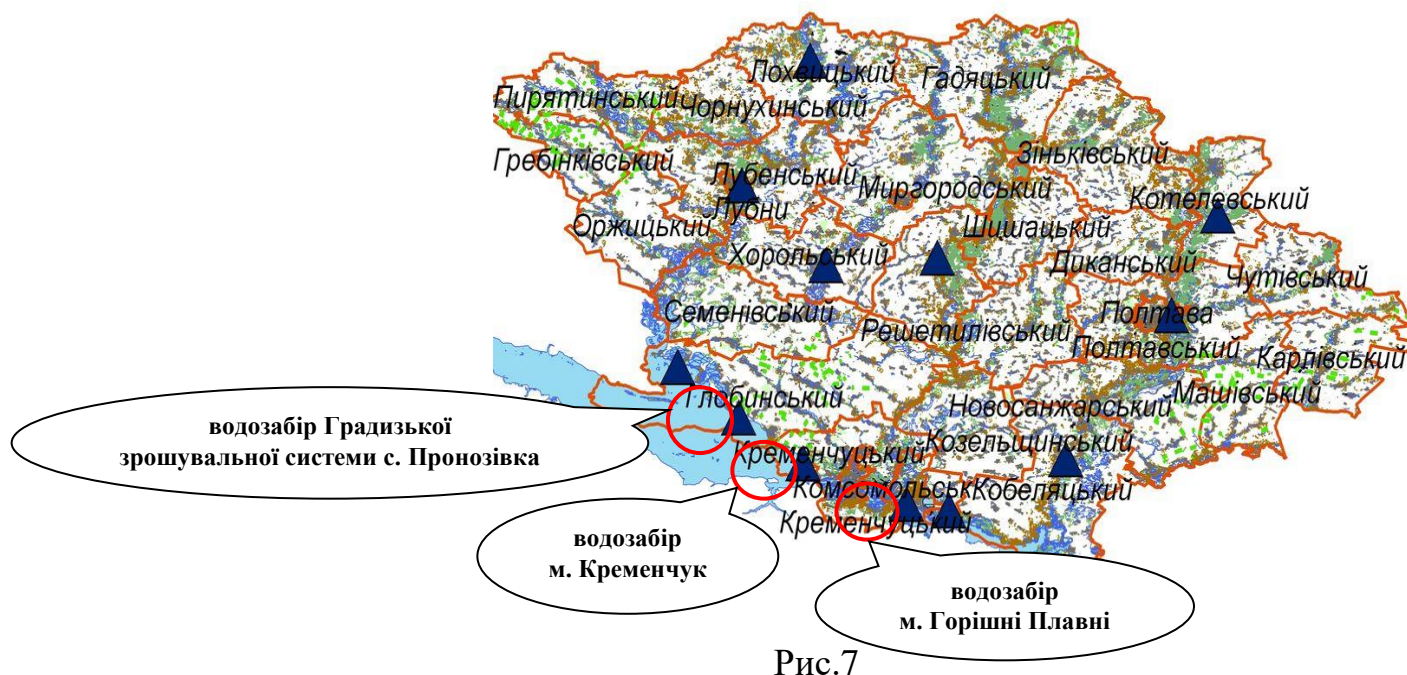 Лохвицький
Гадяцький
Пирятинський
Чорнухинський
Гребінківський
Зіньківський
Лубенський
Миргородський
Котелевський
Лубни
Оржицький
Шишацький
Хорольський
Диканський
Чутівський
Семенівський
Полтава
Решетилівський
Полтавський
Карлівський
Машівський
Глобинський
Новосанжарський
водозабір Градизької
зрошувальної системи с. Пронозівка
Козельщинський
Кременчуцький
Комсомольськ
Кобеляцький
Кременчуцький
водозабір
м. Кременчук
водозабір
м. Горішні Плавні
Рис.7